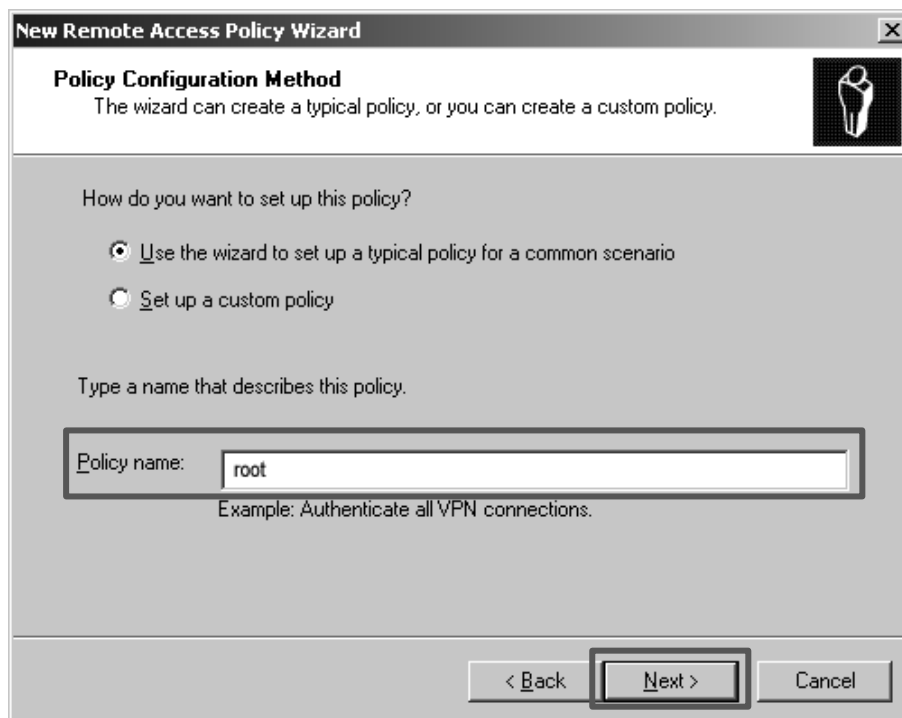 New Remote Access Policy Wizard
Policy Configuration Method
The wizard can create a typical policy, or you can create a custom policy.
How do you want to set up this policy?
Use the wizard to set up a typical policy for a common scenario
Set up a custom policy
Type a name that describes this policy.
Policy name: root
Example: Authenticate all VPN connections.
< Back Next > Cancel